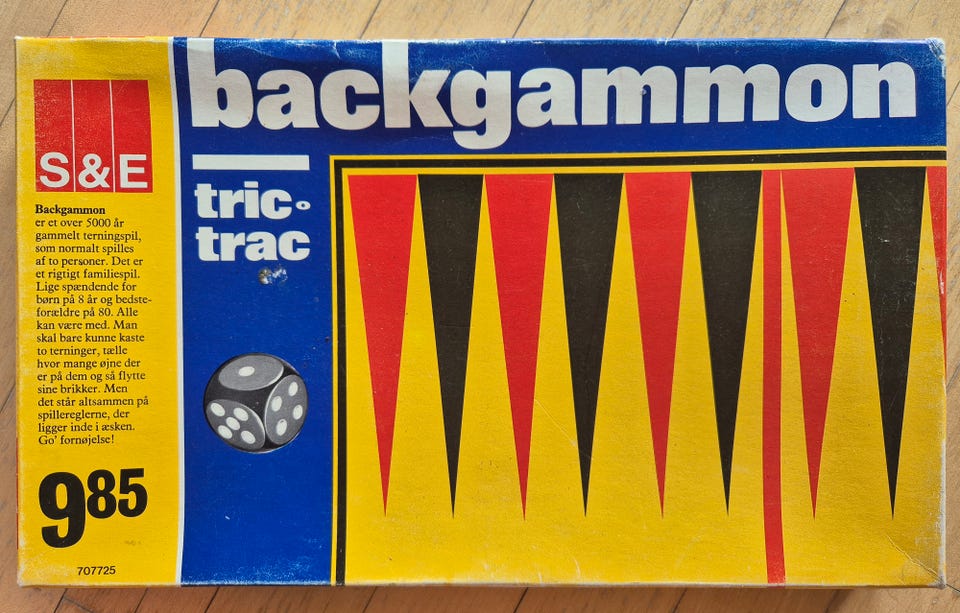 backgammon
tric-
trac
S&E
Backgammon
er et over 5000 år
gammelt terningspil,
som normalt spilles
af to personer. Det er
et rigtigt familiespil.
Lige spændende for
børn på 8 år og bedste-
forældre på 80. Alle
kan være med. Man
skal bare kunne kaste
to terninger, tælle
hvor mange øjne der
er på dem og så flytte
sine brikker. Men
det står altsammen på
spillereglerne, der
ligger inde i æsken.
Go' fornøjelse!
985
707725